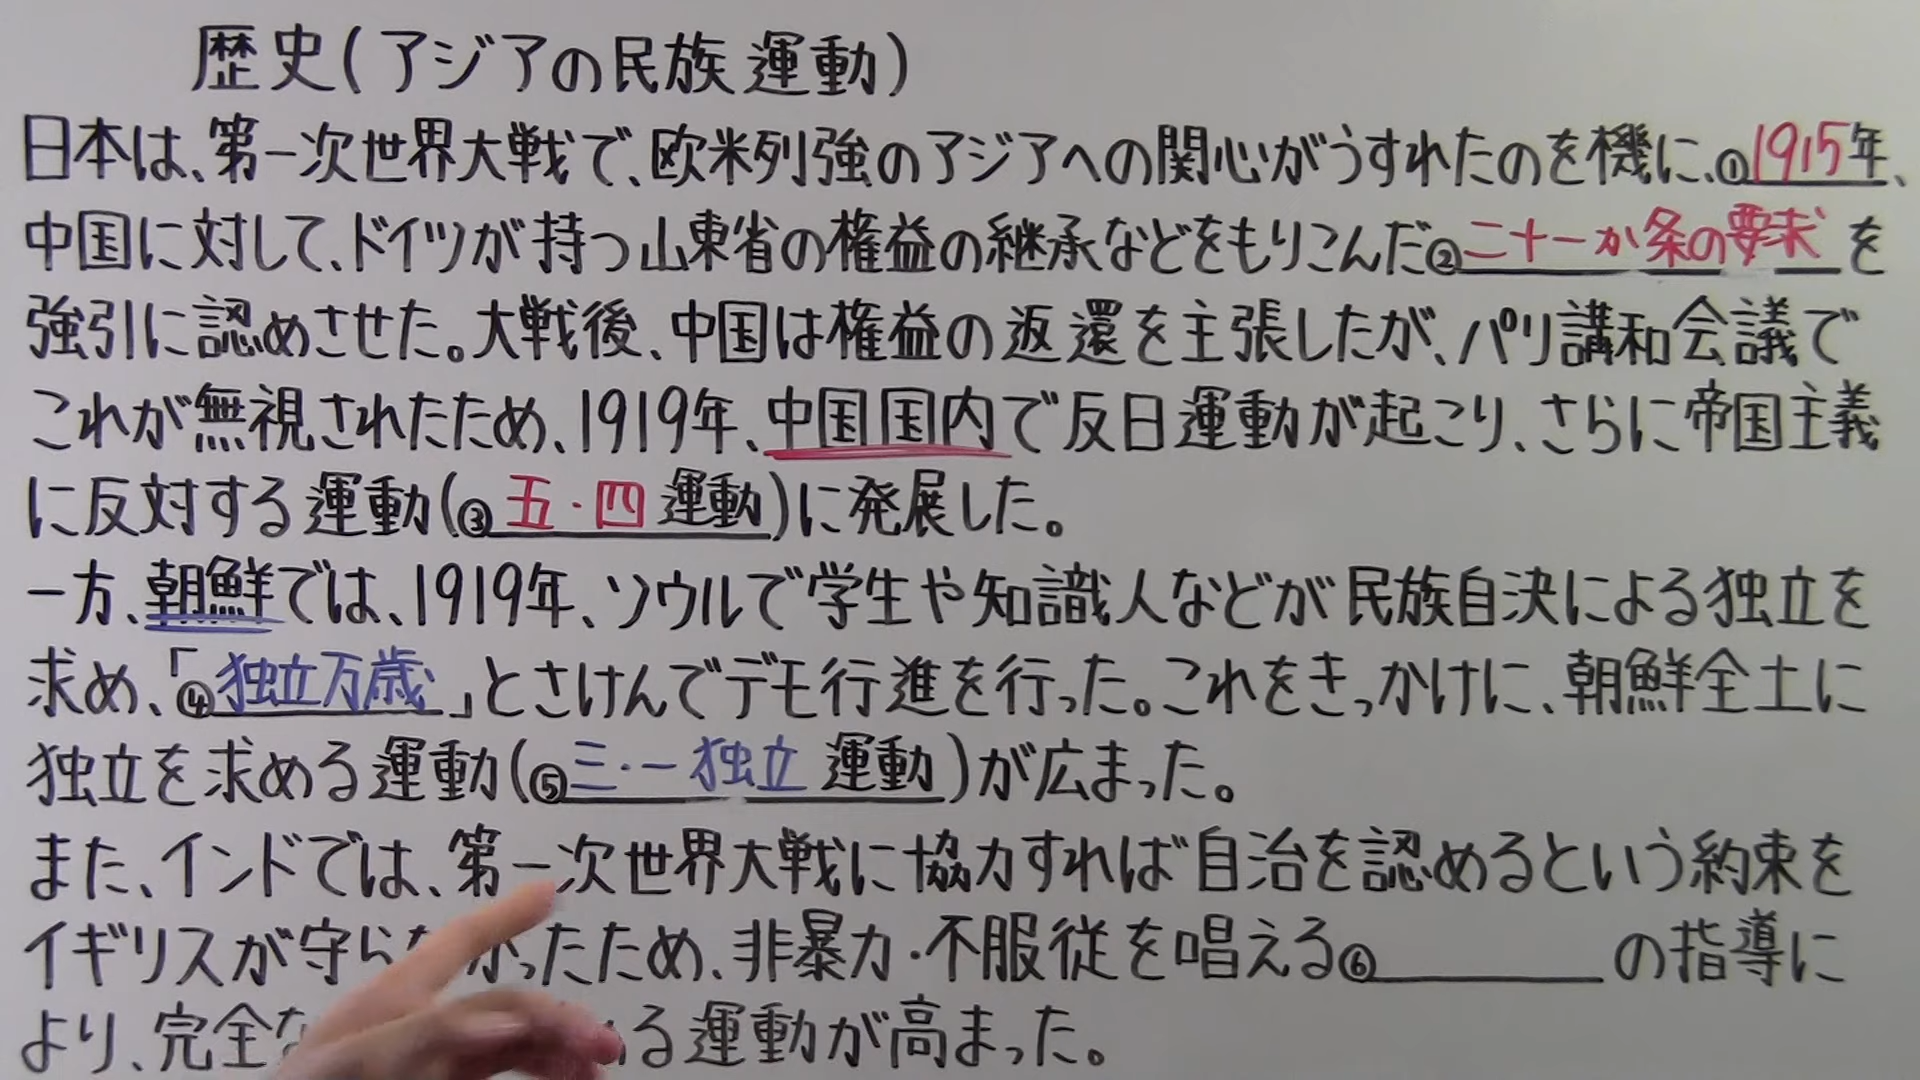 歴史(アジアの民族運動)
日本は、第一次世界大戦で、欧米列強のアジアへの関心がうすれたのを機に、①1915年、
中国に対して、ドイツが持つ山東省の権益の継承などをもりこんだ②二十一か条の要求を
強引に認めさせた。大戦後、中国は権益の返還を主張したが、パリ講和会議で
これが無視されたため、1919年、中国国内で反日運動が起こり、さらに帝国主義
に反対する運動(③五・四運動)に発展した。
一方、朝鮮では、1919年、ソウルで学生や知識人などが民族自決による独立を
求め、「④独立万歳」とさけんでデモ行進を行った。これをきっかけに、朝鮮全土に
独立を求める運動(⑤三・一独立運動)が広まった。
また、インドでは、第一次世界大戦に協力すれば自治を認めるという約束を
イギリスが守らなかったため、非暴力・不服従を唱える⑥ の指導に
より、完全な める運動が高まった。